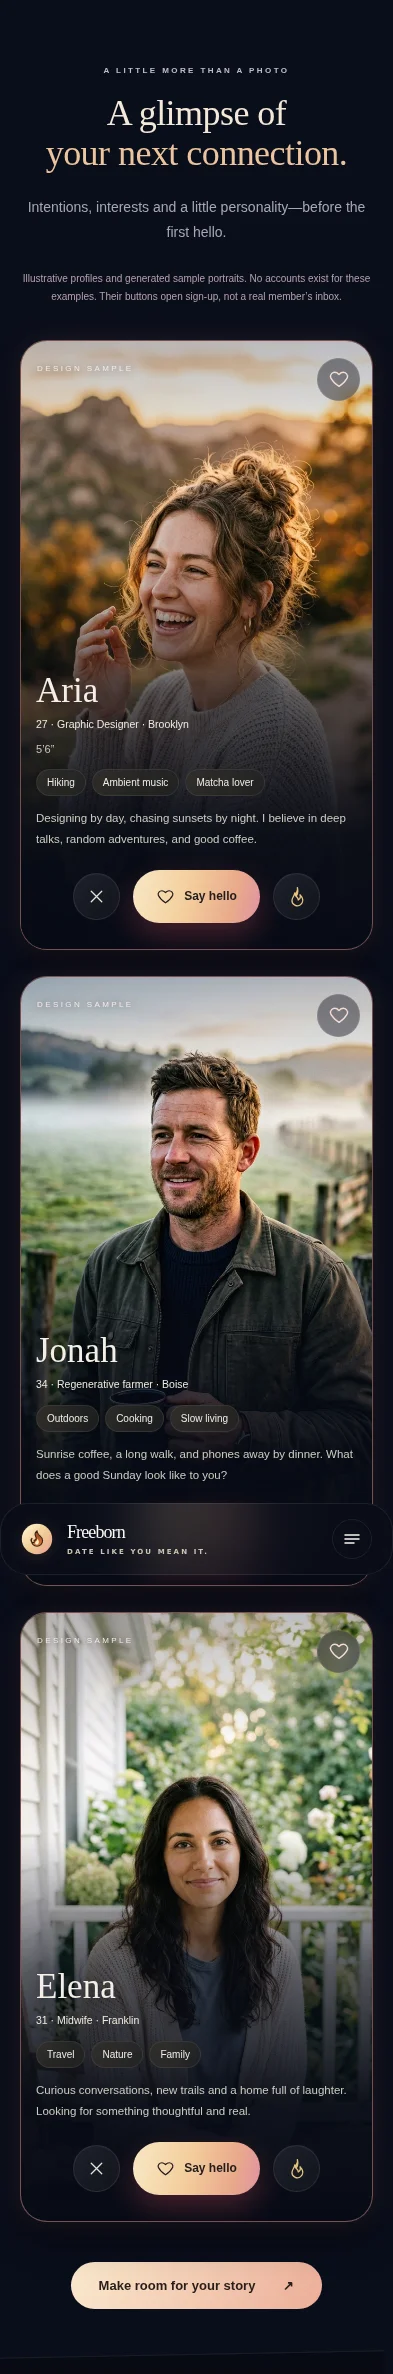 A LITTLE MORE THAN A PHOTO
A glimpse of
your next connection.
Intentions, interests and a little personality—before the
first hello.
Illustrative profiles and generated sample portraits. No accounts exist for these
examples. Their buttons open sign-up, not a real member’s inbox.
DESIGN SAMPLE
Aria
27 · Graphic Designer · Brooklyn
5′6″
Hiking
Ambient music
Matcha lover
Designing by day, chasing sunsets by night. I believe in deep
talks, random adventures, and good coffee.
Say hello
DESIGN SAMPLE
Jonah
34 · Regenerative farmer · Boise
Outdoors
Cooking
Slow living
Sunrise coffee, a long walk, and phones away by dinner. What
does a good Sunday look like to you?
Freeborn
DATE LIKE YOU MEAN IT.
DESIGN SAMPLE
Elena
31 · Midwife · Franklin
Travel
Nature
Family
Curious conversations, new trails and a home full of laughter.
Looking for something thoughtful and real.
Say hello
Make room for your story ↗